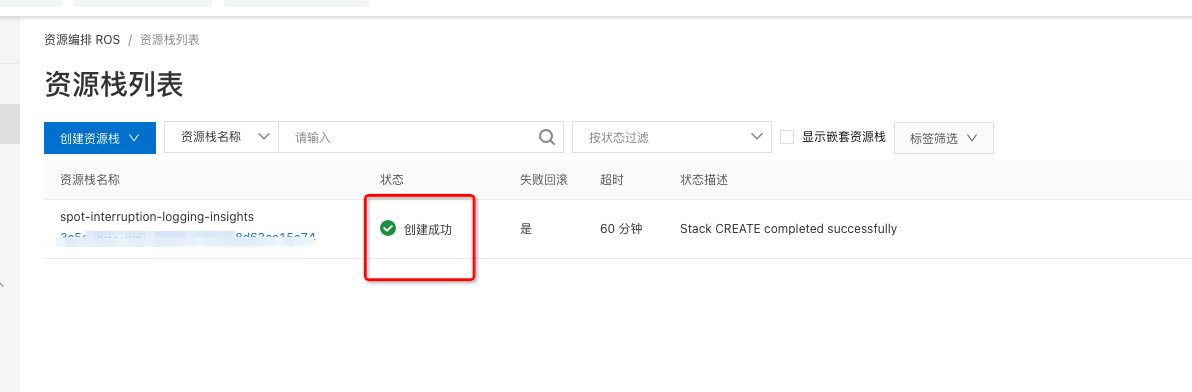 资源编排 ROS / 资源栈列表
资源栈列表
创建资源栈 资源栈名称 请输入 按状态过滤 显示嵌套资源栈 标签筛选
资源栈名称 状态 失败回滚 超时 状态描述
spot-interruption-logging-insights
创建成功 是 60 分钟 Stack CREATE completed successfully